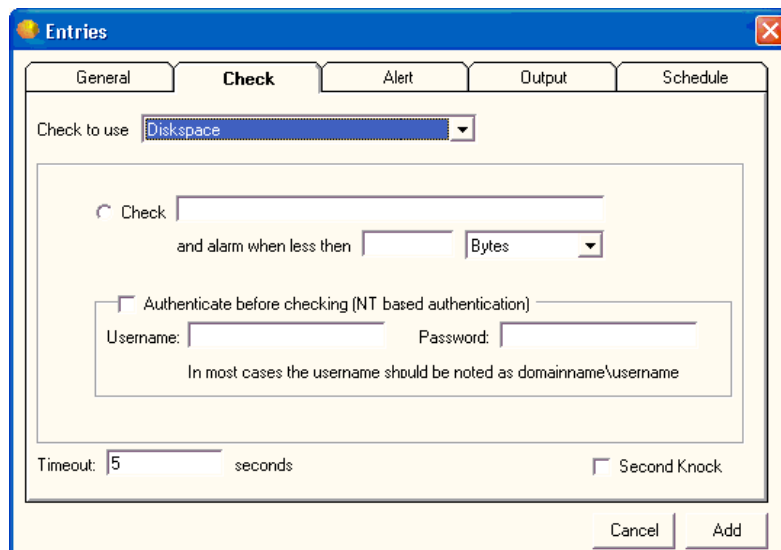 Entries
General Check Alert Output Schedule
Check to use Diskspace
Check
and alarm when less then Bytes
Authenticate before checking (NT based authentication)
Username: Password:
In most cases the username should be noted as domainname\username
Timeout: 5 seconds Second Knock
Cancel Add